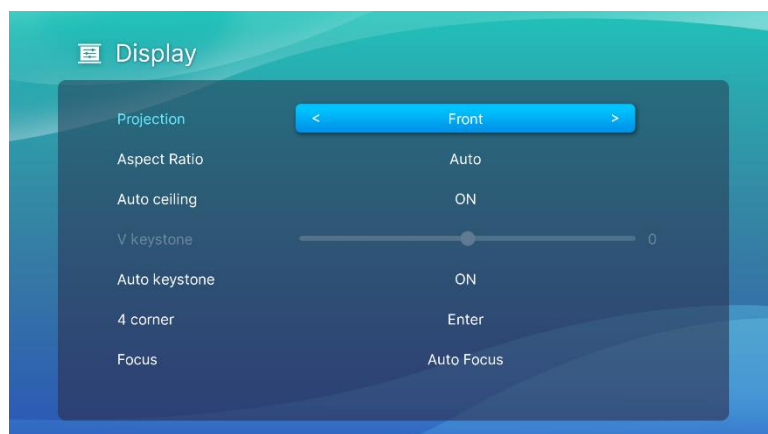 Display
Projection < Front >
Aspect Ratio Auto
Auto ceiling ON
V keystone 0
Auto keystone ON
4 corner Enter
Focus Auto Focus